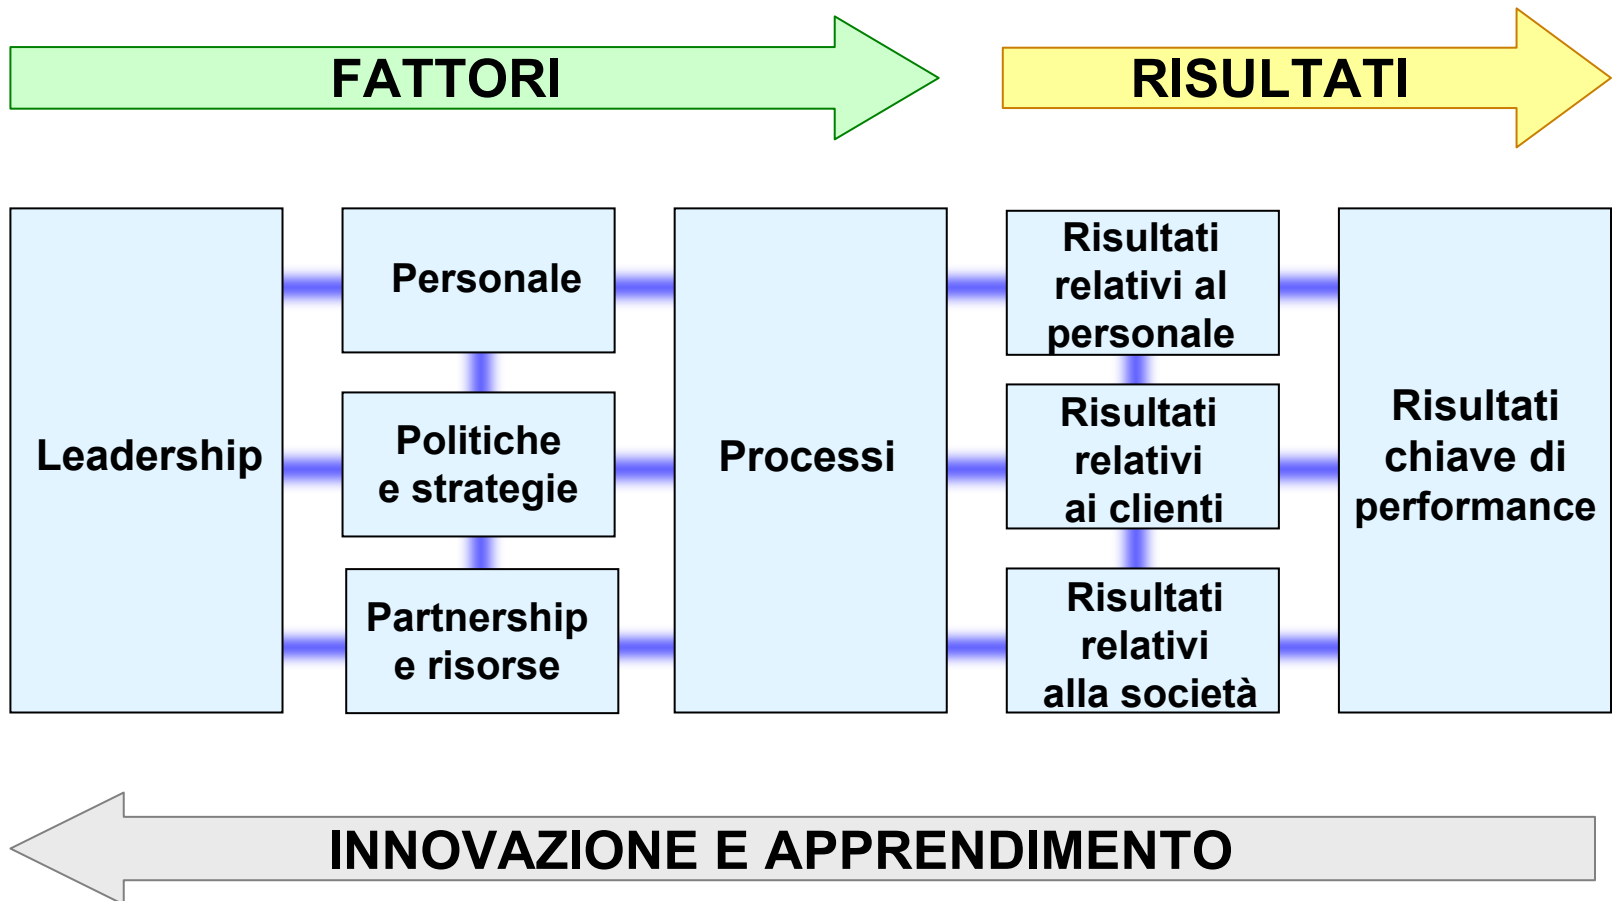 FATTORI
RISULTATI
Leadership
Personale
Politiche
e strategie
Partnership
e risorse
Processi
Risultati
relativi al
personale
Risultati
relativi
ai clienti
Risultati
relativi
alla società
Risultati
chiave di
performance
INNOVAZIONE E APPRENDIMENTO